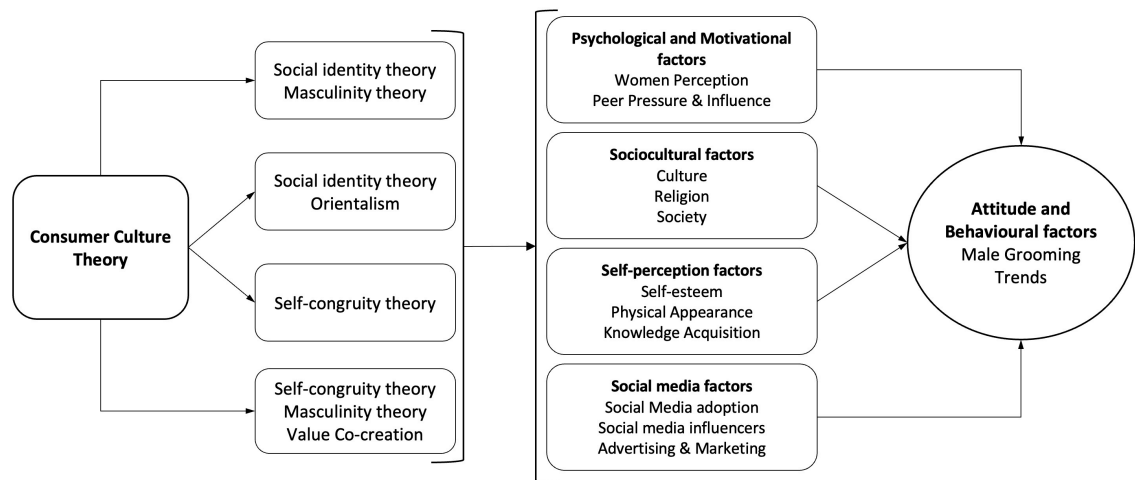 Consumer Culture
Theory
Social identity theory
Masculinity theory
Social identity theory
Orientalism
Self-congruity theory
Self-congruity theory
Masculinity theory
Value Co-creation
Psychological and Motivational
factors
Women Perception
Peer Pressure & Influence
Sociocultural factors
Culture
Religion
Society
Self-perception factors
Self-esteem
Physical Appearance
Knowledge Acquisition
Social media factors
Social Media adoption
Social media influencers
Advertising & Marketing
Attitude and
Behavioural factors
Male Grooming
Trends